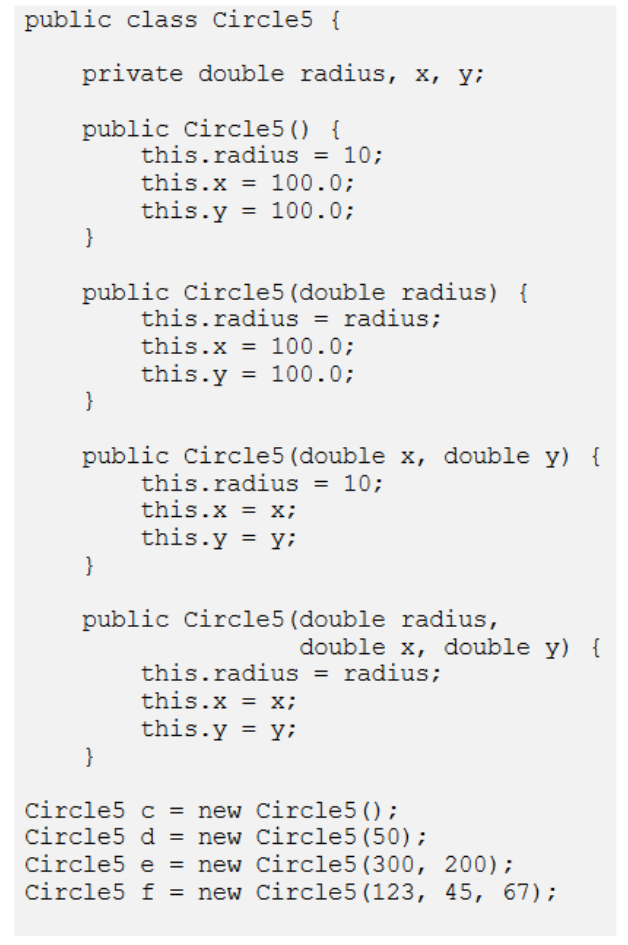 public class Circle5 {
    private double radius, x, y;
    public Circle5() {
        this.radius = 10;
        this.x = 100.0;
        this.y = 100.0;
    }
    public Circle5(double radius) {
        this.radius = radius;
        this.x = 100.0;
        this.y = 100.0;
    }
    public Circle5(double x, double y) {
        this.radius = 10;
        this.x = x;
        this.y = y;
    }
    public Circle5(double radius,
                   double x, double y) {
        this.radius = radius;
        this.x = x;
        this.y = y;
    }
Circle5 c = new Circle5();
Circle5 d = new Circle5(50);
Circle5 e = new Circle5(300, 200);
Circle5 f = new Circle5(123, 45, 67);